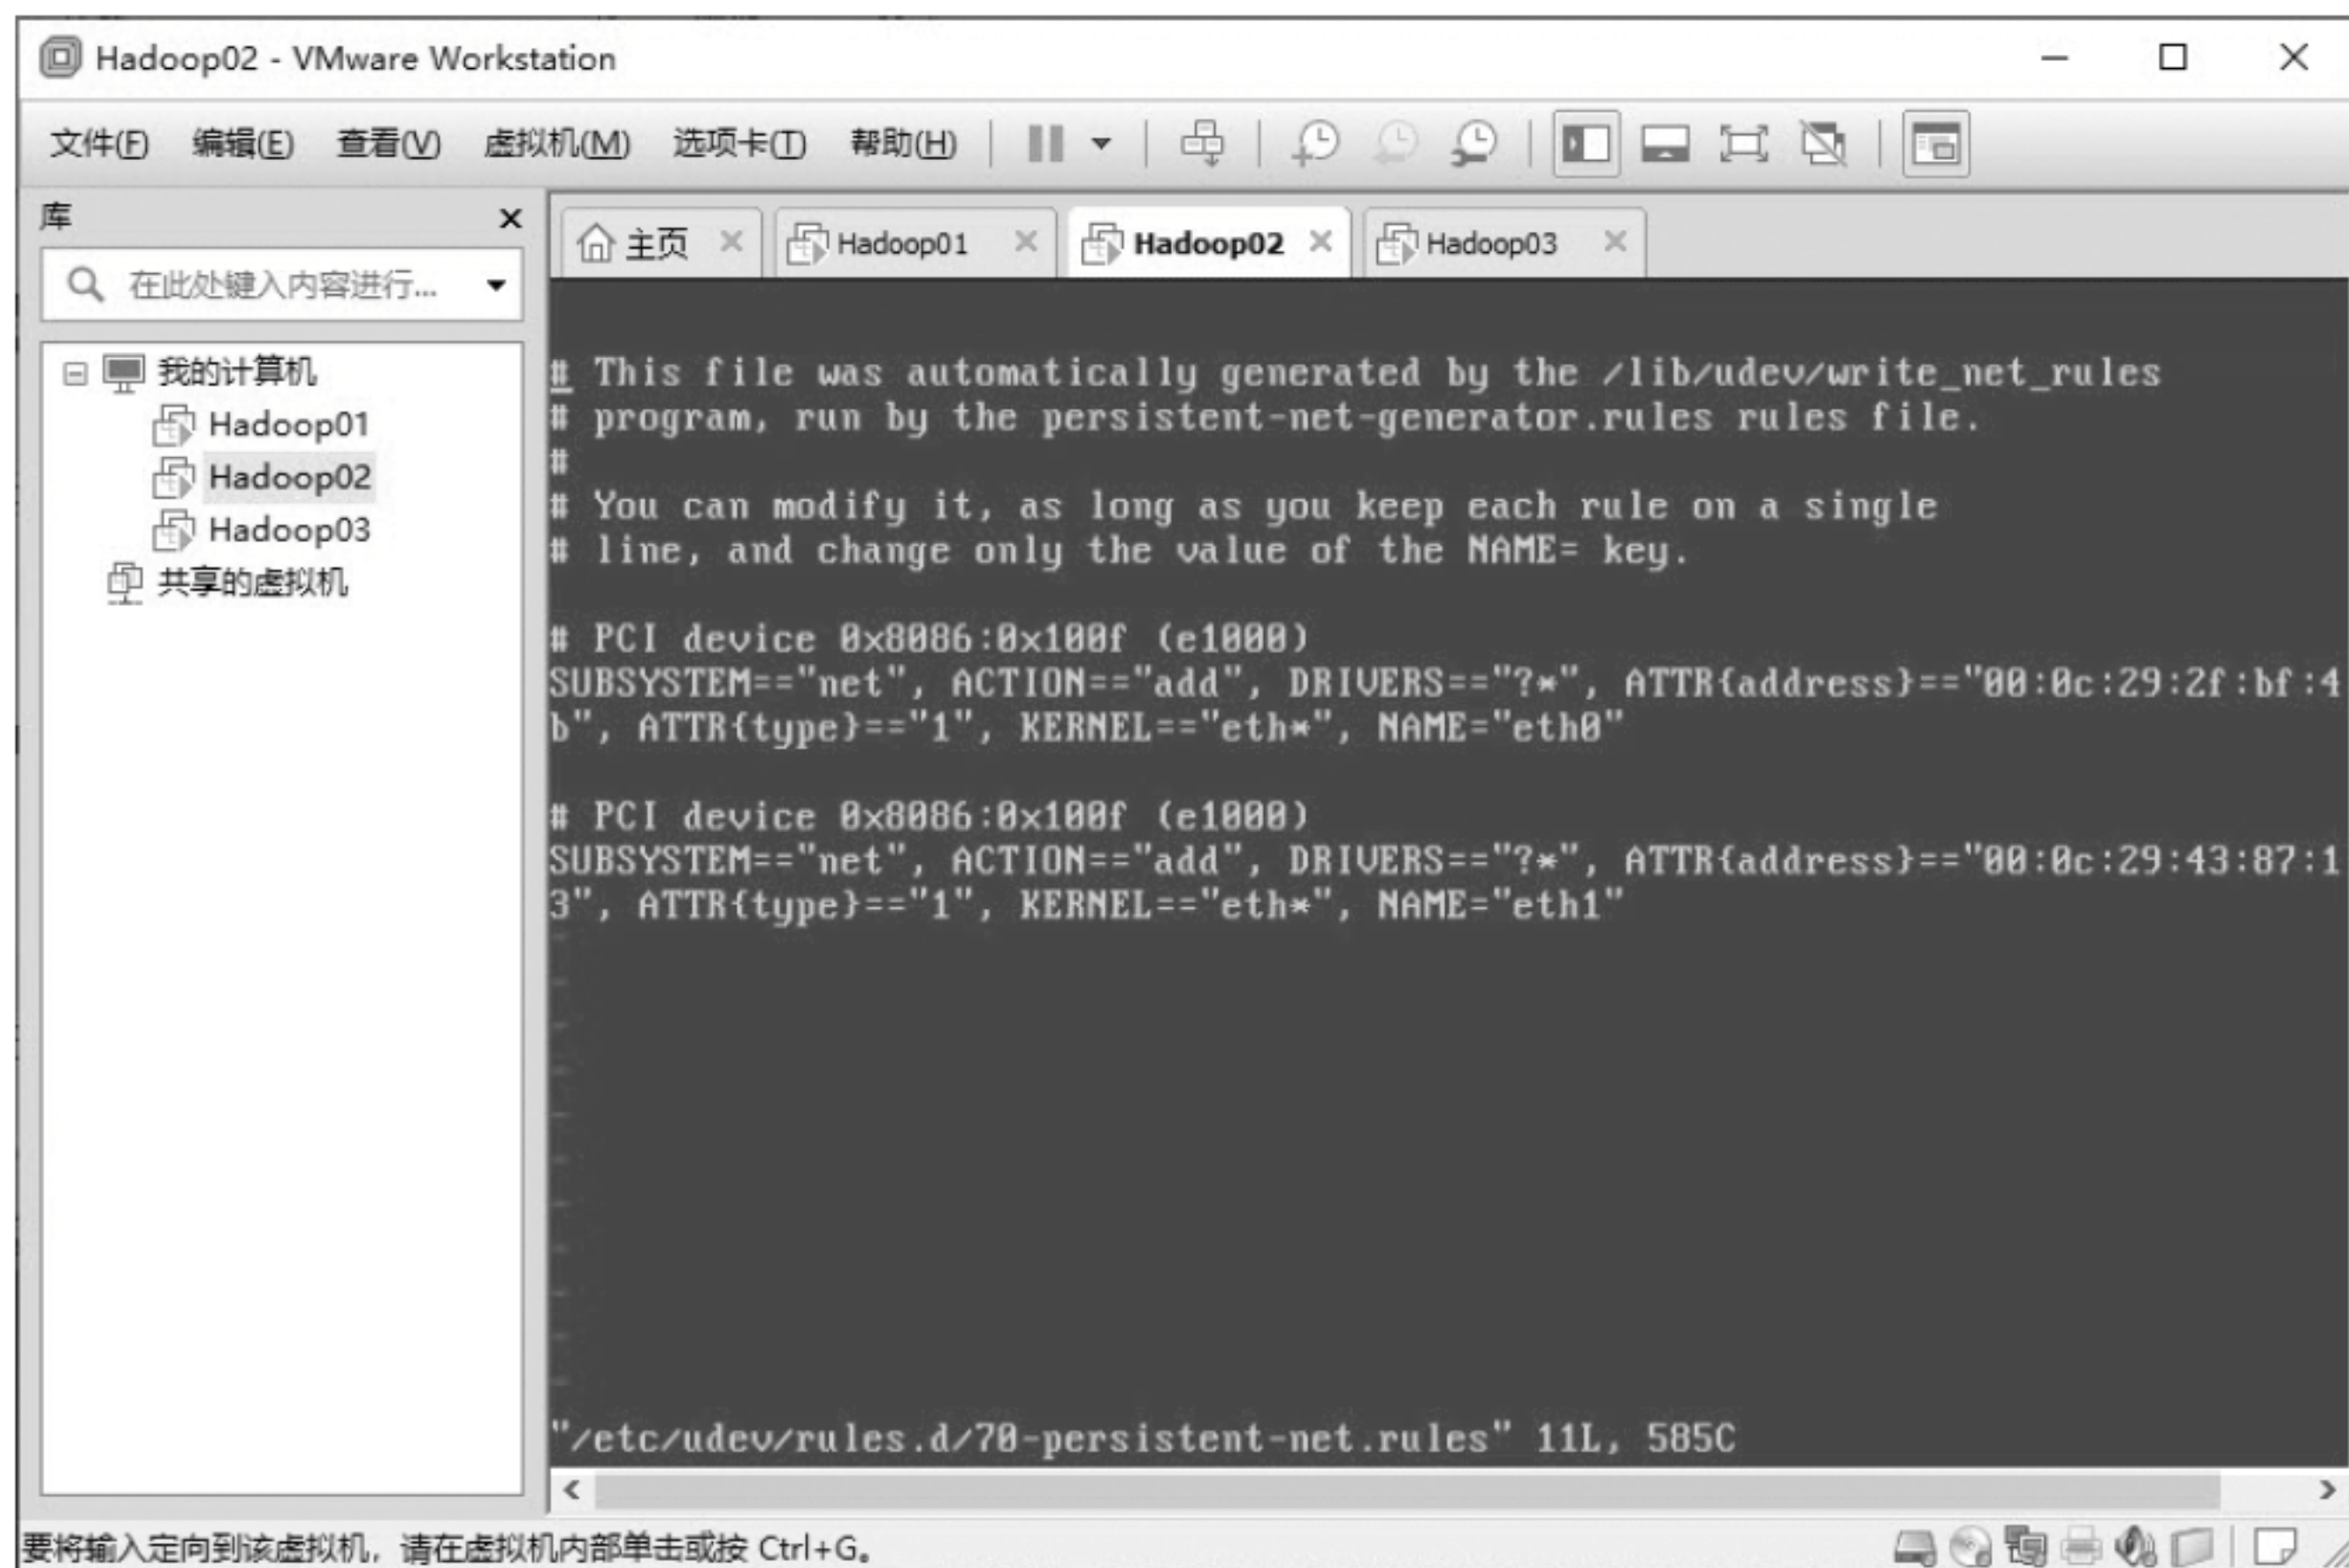 Hadoop02 - VMware Workstation
文件(F) 编辑(E) 查看(V) 虚拟机(M) 选项卡(T) 帮助(H)
库
在此处键入内容进行...
我的计算机
Hadoop01
Hadoop02
Hadoop03
共享的虚拟机
主页 Hadoop01 Hadoop02 Hadoop03
# This file was automatically generated by the /lib/udev/write_net_rules
# program, run by the persistent-net-generator.rules rules file.
#
# You can modify it, as long as you keep each rule on a single
# line, and change only the value of the NAME= key.
# PCI device 0x8086:0x100f (e1000)
SUBSYSTEM=="net", ACTION=="add", DRIVERS=="?*", ATTR{address}=="00:0c:29:2f:bf:4
b", ATTR{type}=="1", KERNEL=="eth*", NAME="eth0"
# PCI device 0x8086:0x100f (e1000)
SUBSYSTEM=="net", ACTION=="add", DRIVERS=="?*", ATTR{address}=="00:0c:29:43:87:1
3", ATTR{type}=="1", KERNEL=="eth*", NAME="eth1"
"/etc/udev/rules.d/70-persistent-net.rules" 11L, 585C
要将输入定向到该虚拟机，请在虚拟机内部单击或按 Ctrl+G。